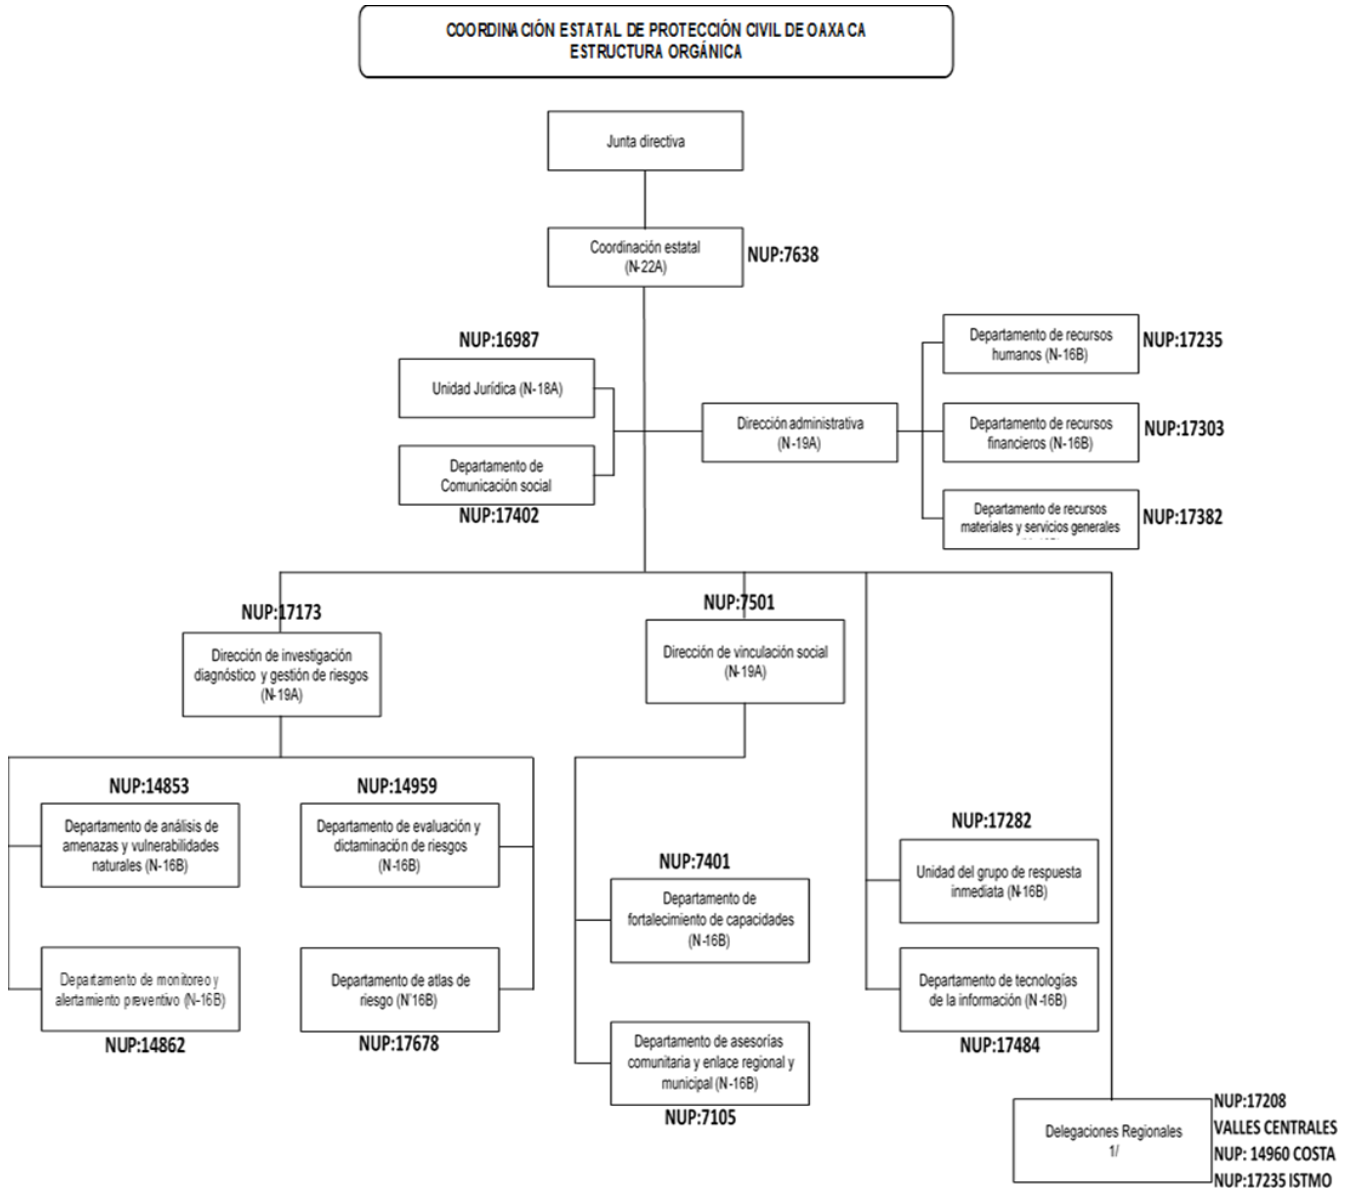 COORDINACIÓN ESTATAL DE PROTECCIÓN CIVIL DE OAXACA
ESTRUCTURA ORGÁNICA
Junta directiva
Coordinación estatal
(N-22A)
NUP:7638
NUP:16987
Unidad Jurídica (N-18A)
Departamento de
Comunicación social
NUP:17402
Dirección administrativa
(N-19A)
Departamento de recursos
humanos (N-16B)
NUP:17235
Departamento de recursos
financieros (N-16B)
NUP:17303
Departamento de recursos
materiales y servicios generales
NUP:17382
NUP:17173
Dirección de investigación
diagnóstico y gestión de riesgos
(N-19A)
NUP:7501
Dirección de vinculación social
(N-19A)
NUP:14853
Departamento de análisis de
amenazas y vulnerabilidades
naturales (N-16B)
NUP:14959
Departamento de evaluación y
dictaminación de riesgos
(N-16B)
Departamento de monitoreo y
alertamiento preventivo (N-16B)
NUP:14862
Departamento de atlas de
riesgo (N'16B)
NUP:17678
NUP:7401
Departamento de
fortalecimiento de capacidades
(N-16B)
Departamento de asesorías
comunitaria y enlace regional y
municipal (N-16B)
NUP:7105
NUP:17282
Unidad del grupo de respuesta
inmediata (N-16B)
Departamento de tecnologías
de la información (N-16B)
NUP:17484
Delegaciones Regionales
1/
NUP:17208
VALLES CENTRALES
NUP: 14960 COSTA
NUP:17235 ISTMO